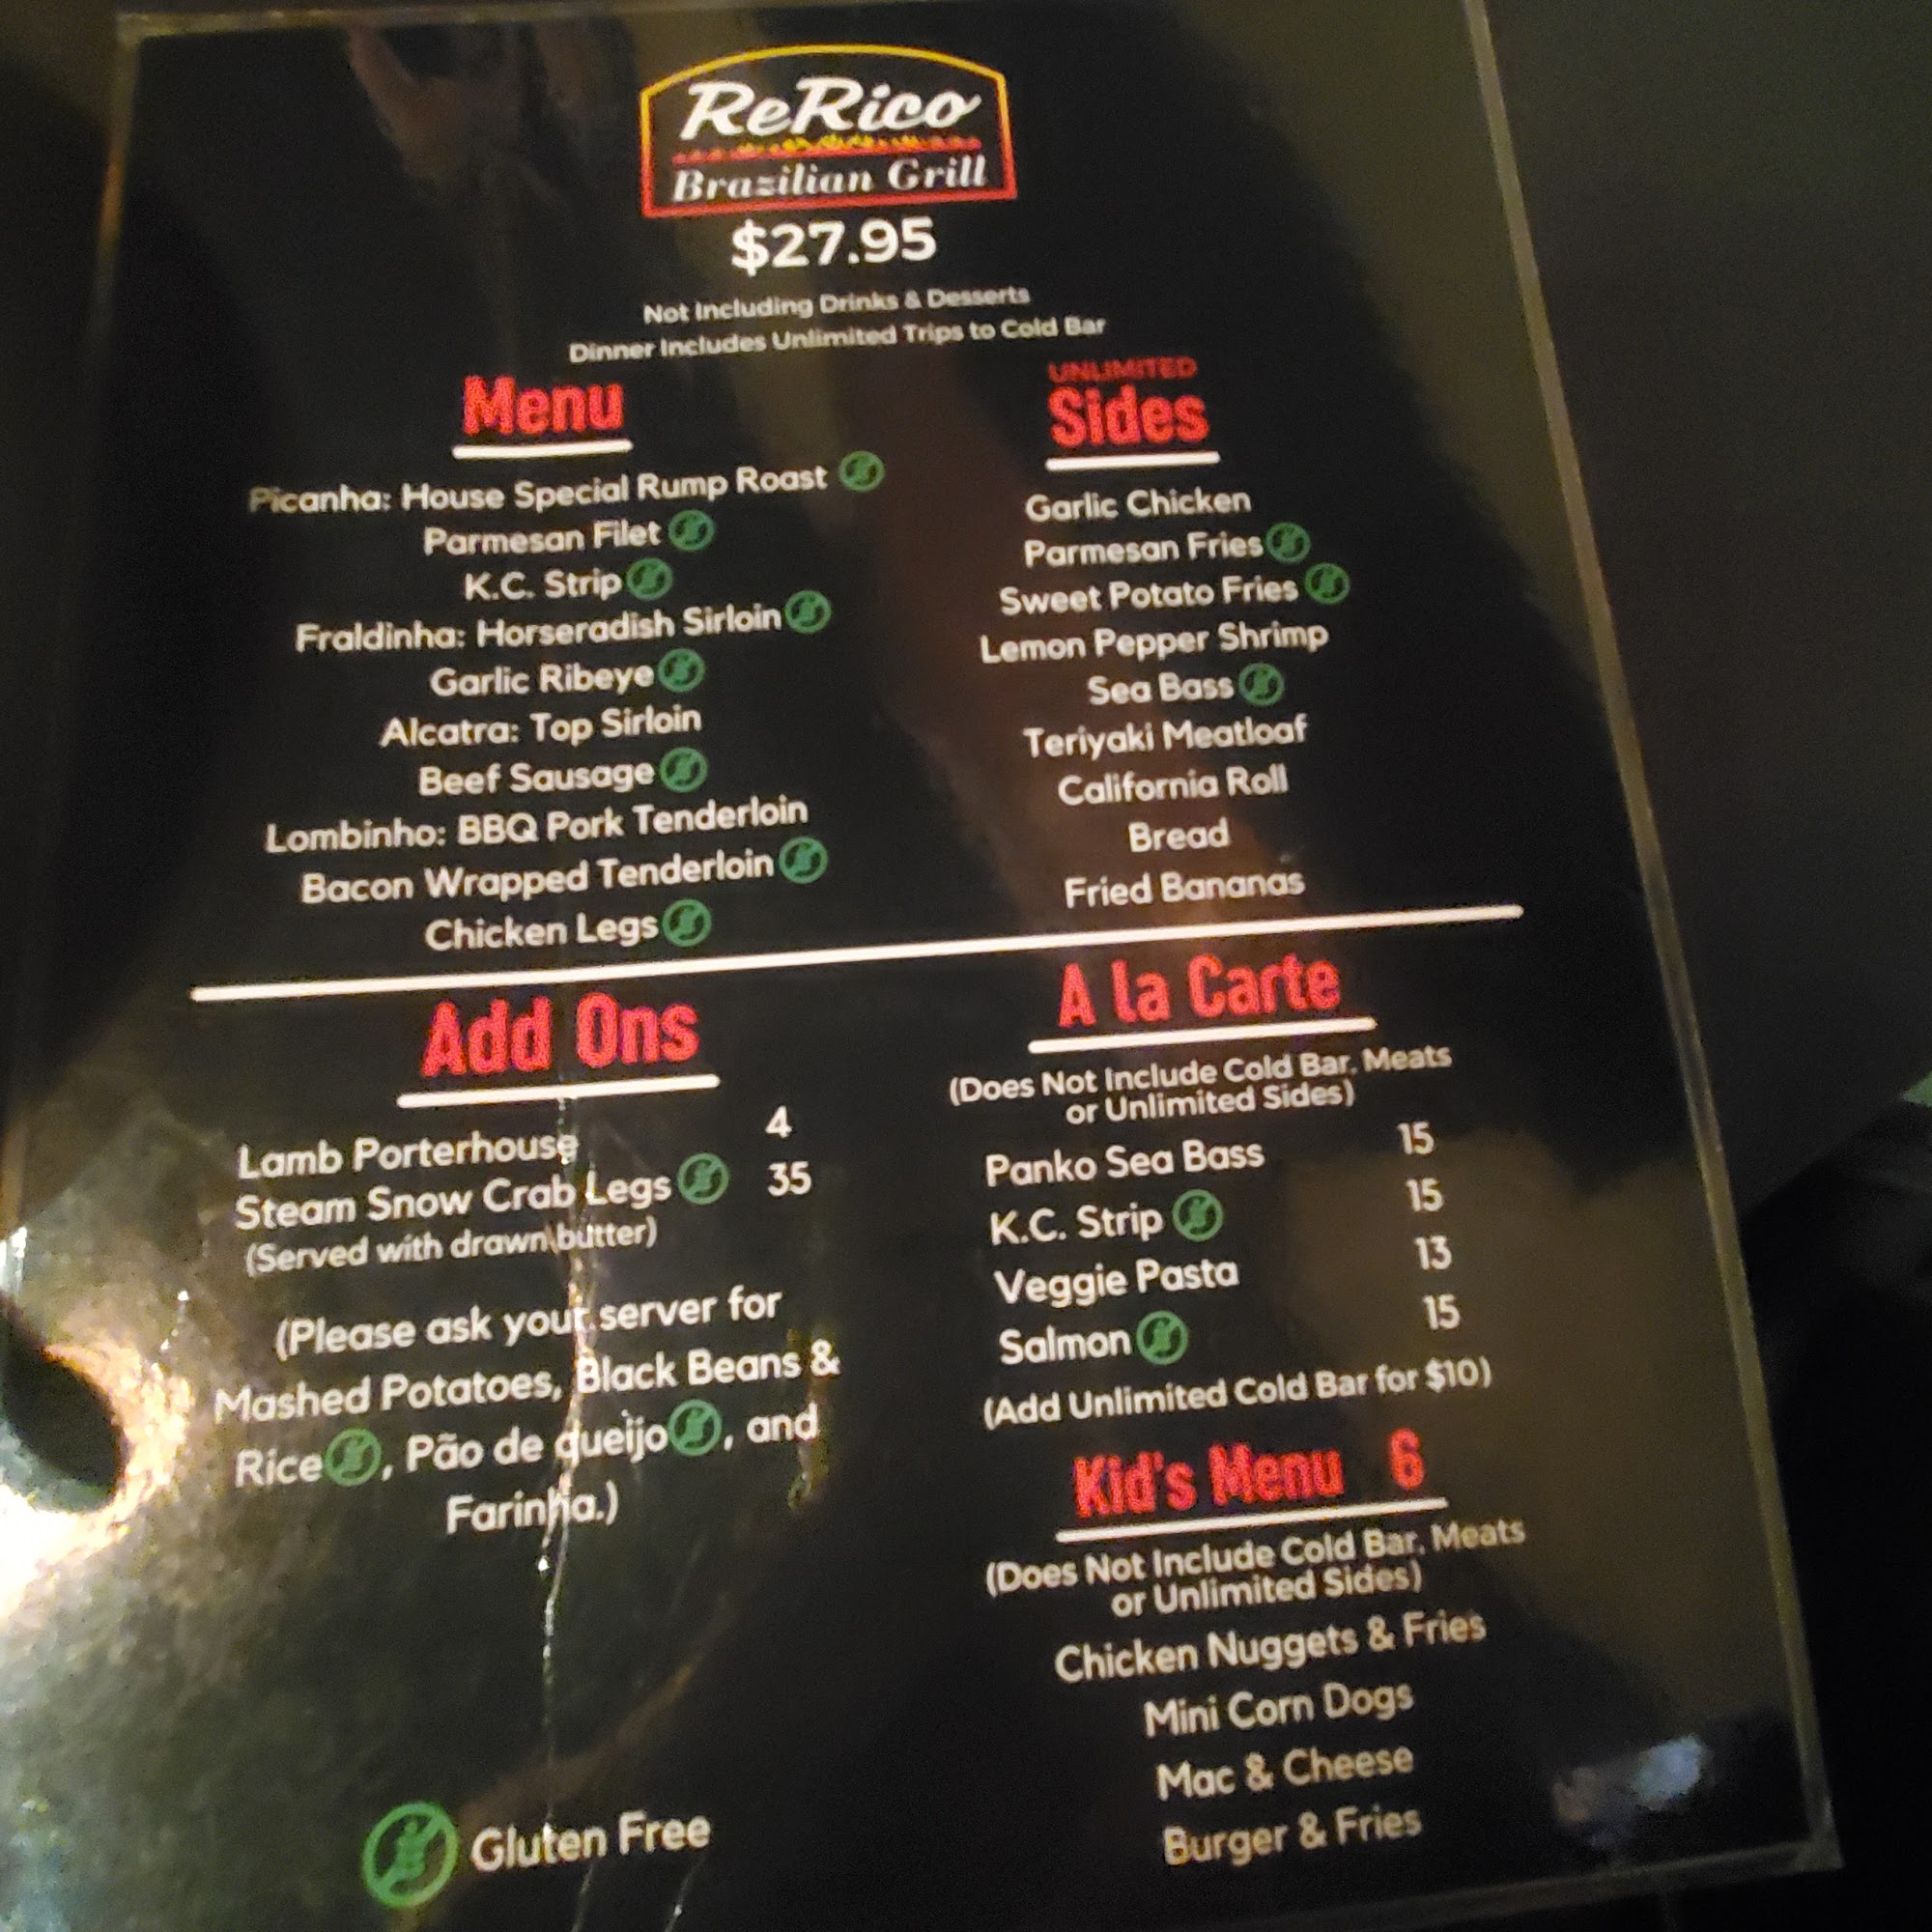 ReRico
Brazilian Grill
$27.95
Not Including Drinks & Desserts
Dinner Includes Unlimited Trips to Cold Bar
Menu
Picanha: House Special Rump Roast
Parmesan Filet
K.C. Strip
Fraldinha: Horseradish Sirloin
Garlic Ribeye
Alcatra: Top Sirloin
Beef Sausage
Lombinho: BBQ Pork Tenderloin
Bacon Wrapped Tenderloin
Chicken Legs
UNLIMITED
Sides
Garlic Chicken
Parmesan Fries
Sweet Potato Fries
Lemon Pepper Shrimp
Sea Bass
Teriyaki Meatloaf
California Roll
Bread
Fried Bananas
Add Ons
Lamb Porterhouse 4
Steam Snow Crab Legs 35
(Served with drawn butter)
(Please ask your server for
Mashed Potatoes, Black Beans &
Rice, Pão de queijo, and
Farinha.)
Gluten Free
A la Carte
(Does Not Include Cold Bar, Meats
or Unlimited Sides)
Panko Sea Bass 15
K.C. Strip 15
Veggie Pasta 13
Salmon 15
(Add Unlimited Cold Bar for $10)
Kid's Menu 6
(Does Not Include Cold Bar, Meats
or Unlimited Sides)
Chicken Nuggets & Fries
Mini Corn Dogs
Mac & Cheese
Burger & Fries